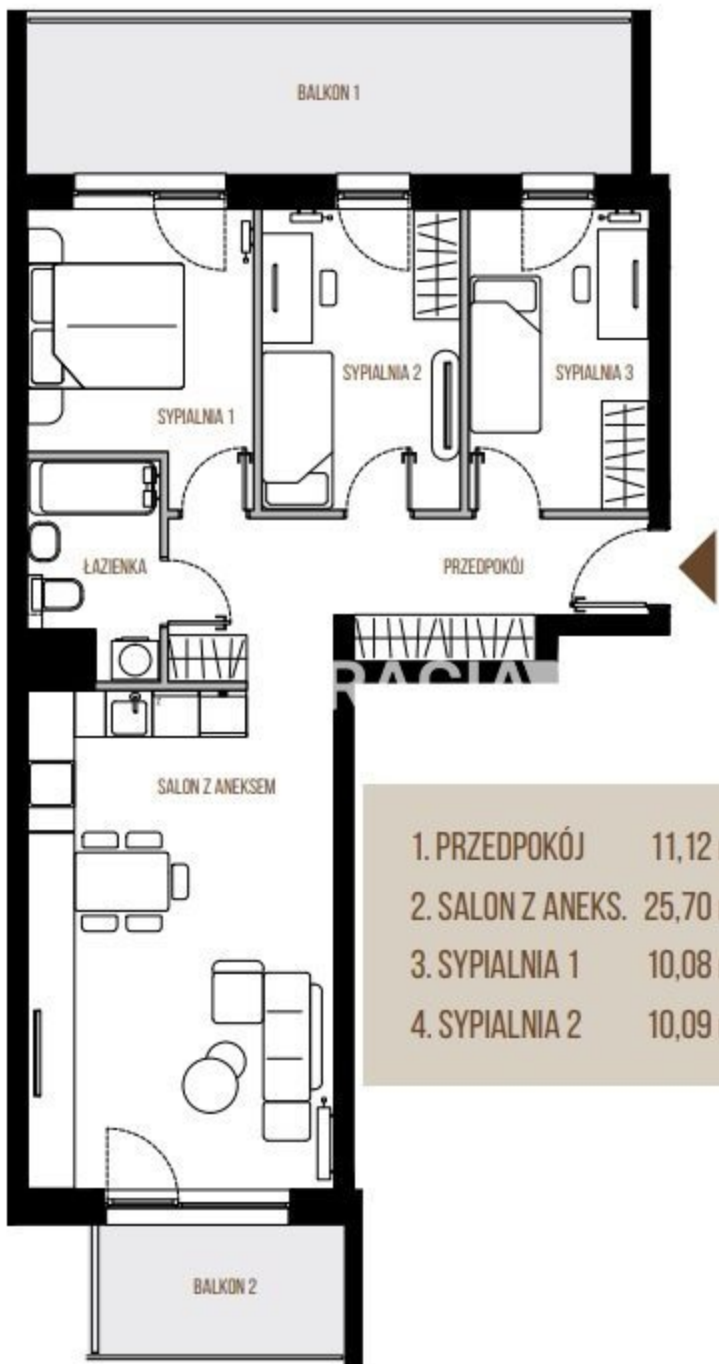 BALKON 1
SYPIALNIA 2
SYPIALNIA 3
SYPIALNIA 1
ŁAZIENKA
PRZEDPOKÓJ
SALON Z ANEKSEM
1. PRZEDPOKÓJ 11,12
2. SALON Z ANEKS. 25,70
3. SYPIALNIA 1 10,08
4. SYPIALNIA 2 10,09
BALKON 2